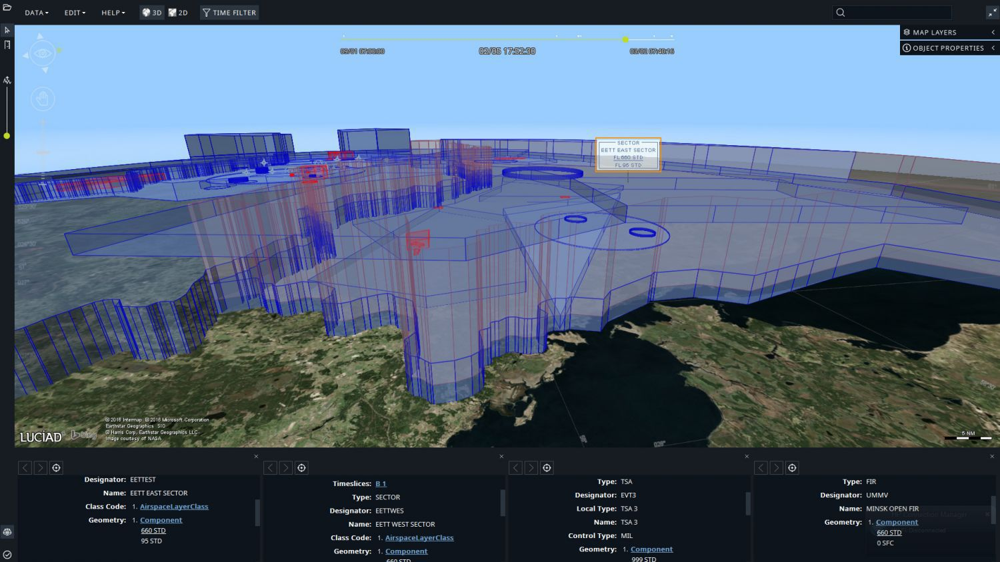 DATA EDIT HELP 3D 2D TIME FILTER
MAP LAYERS
OBJECT PROPERTIES
09/01 07:00:00 02/05 17:52:30 03/02 07:40:16
SECTOR
EETT EAST SECTOR
FL 660 STD
FL 95 STD
© 2016 Intermap © 2016 Microsoft Corporation
Earthstar Geographics SIO
© Harris Corp, Earthstar Geographics LLC
Image courtesy of NASA
LUCIAD bing
5 NM
Designator: EETTEST
Name: EETT EAST SECTOR
Class Code: 1. AirspaceLayerClass
Geometry: 1. Component
660 STD
95 STD
Timeslices: B 1
Type: SECTOR
Designator: EETTWES
Name: EETT WEST SECTOR
Class Code: 1. AirspaceLayerClass
Geometry: 1. Component
660 STD
Type: TSA
Designator: EVT3
Local Type: TSA 3
Name: TSA 3
Control Type: MIL
Geometry: 1. Component
999 STD
Type: FIR
Designator: UMMV
Name: MINSK OPEN FIR
Geometry: 1. Component
660 STD
0 SFC